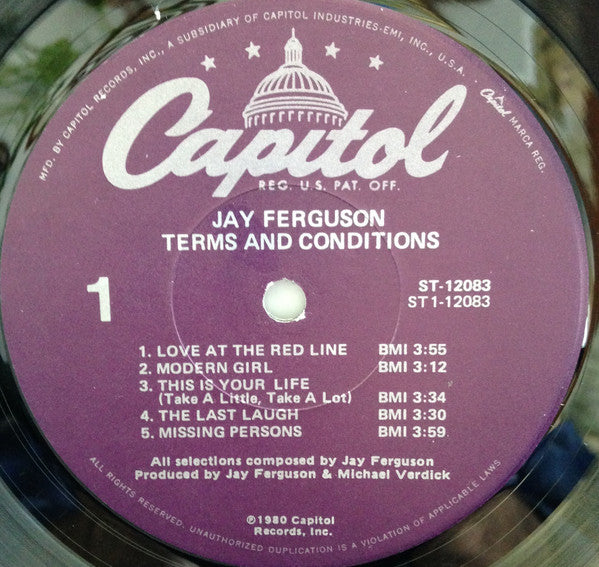 MFD. BY CAPITOL RECORDS, INC., A SUBSIDIARY OF CAPITOL INDUSTRIES-EMI, INC., U.S.A.
Capitol MARCA REG.
Capitol
REG. U.S. PAT. OFF.
JAY FERGUSON
TERMS AND CONDITIONS
1
ST-12083
ST1-12083
1. LOVE AT THE RED LINE BMI 3:55
2. MODERN GIRL BMI 3:12
3. THIS IS YOUR LIFE
(Take A Little, Take A Lot) BMI 3:34
4. THE LAST LAUGH BMI 3:30
5. MISSING PERSONS BMI 3:59
All selections composed by Jay Ferguson
Produced by Jay Ferguson & Michael Verdick
ALL RIGHTS RESERVED. UNAUTHORIZED DUPLICATION IS A VIOLATION OF APPLICABLE LAWS
℗1980 Capitol
Records, Inc.